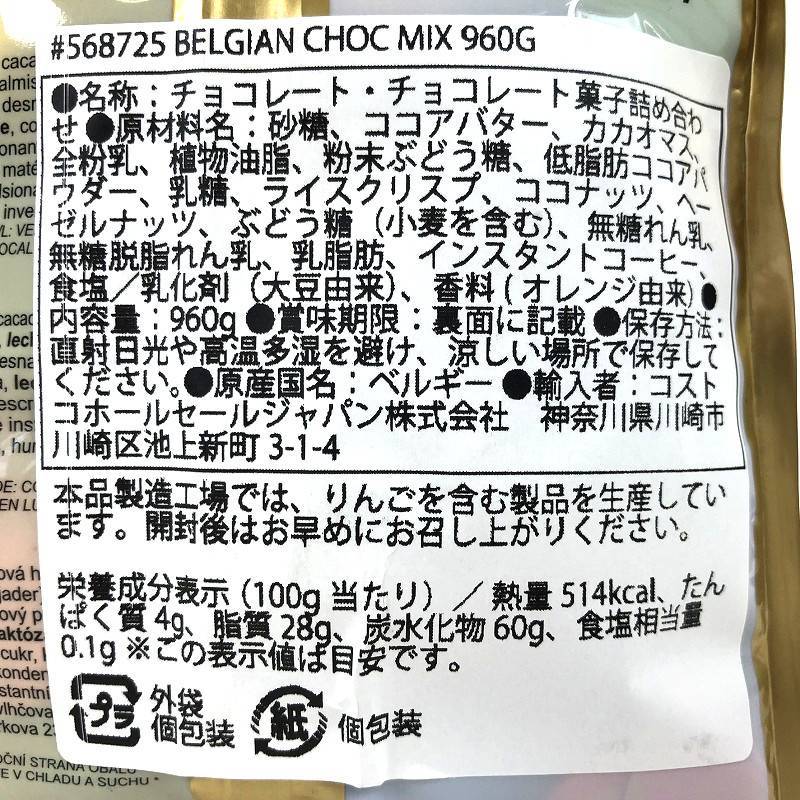 #568725 BELGIAN CHOC MIX 960G
●名称：チョコレート・チョコレート菓子詰め合わ
せ ●原材料名：砂糖、ココアバター、カカオマス、
全粉乳、植物油脂、粉末ぶどう糖、低脂肪ココアパ
ウダー、乳糖、ライスクリスプ、ココナッツ、ヘー
ゼルナッツ、ぶどう糖（小麦を含む）、無糖れん乳、
無糖脱脂れん乳、乳脂肪、インスタントコーヒー、
食塩／乳化剤（大豆由来）、香料(オレンジ由来)●
内容量：960g ●賞味期限：裏面に記載 ●保存方法：
直射日光や高温多湿を避け、涼しい場所で保存して
ください。●原産国名：ベルギー ●輸入者：コスト
コホールセールジャパン株式会社　神奈川県川崎市
川崎区池上新町 3-1-4
本品製造工場では、りんごを含む製品を生産してい
ます。開封後はお早めにお召し上がりください。
栄養成分表示（100g 当たり）／熱量 514kcal、たん
ぱく質 4g、脂質 28g、炭水化物 60g、食塩相当量
0.1g ※この表示値は目安です。
プラ 外袋
個包装
紙 個包装
OČNÍ STRANA OBALU
E V CHLADU A SUCHU